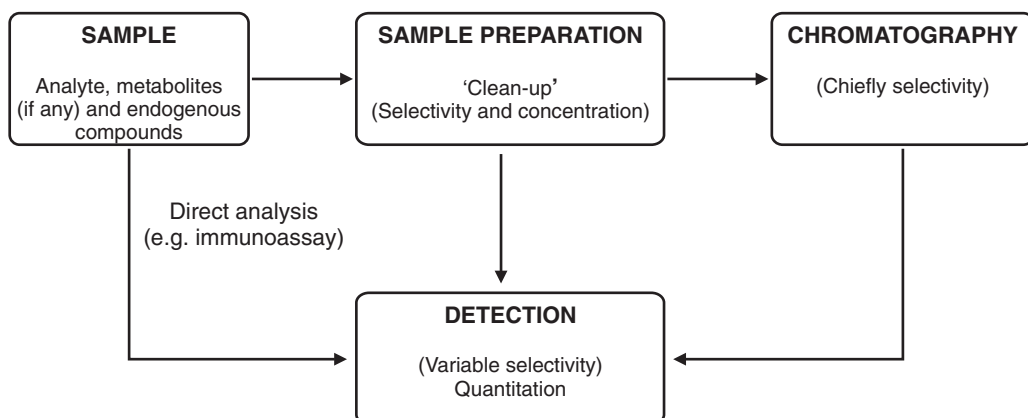 SAMPLE
Analyte, metabolites
(if any) and endogenous
compounds
SAMPLE PREPARATION
‘Clean-up’
(Selectivity and concentration)
CHROMATOGRAPHY
(Chiefly selectivity)
Direct analysis
(e.g. immunoassay)
DETECTION
(Variable selectivity)
Quantitation